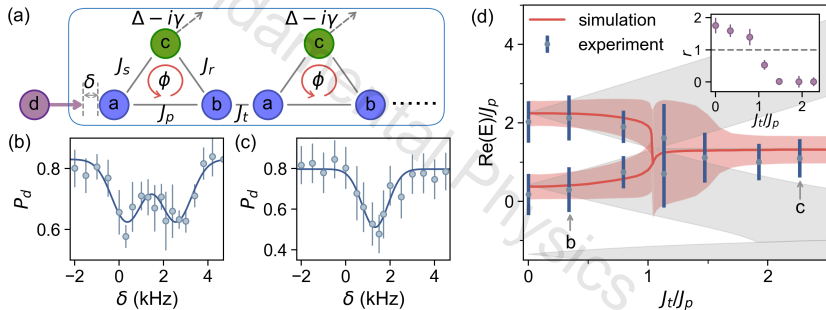 (a)
Δ − iγ
Δ − iγ
c
c
J_s
J_r
ϕ
ϕ
δ
d
a
b
a
b
......
J_p
J_t
(b)
(c)
P_d
0.8
0.6
−2
0
2
4
δ (kHz)
P_d
0.8
0.6
0.4
−2
0
2
4
δ (kHz)
(d)
Re(E)/J_p
4
2
0
simulation
experiment
r
2
1
0
0
1
2
J_t/J_p
b
c
0
1
2
J_t/J_p
ndamental Physics